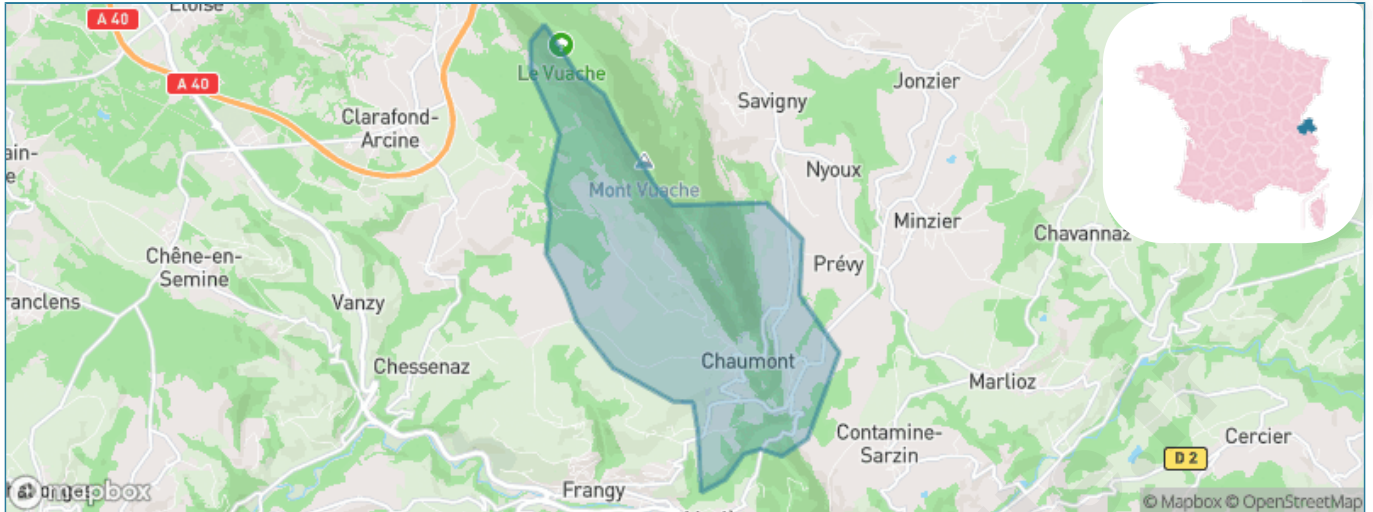 Eloise
A 40
A 40
Le Vuache
Clarafond-
Arcine
Savigny
Jonzier
Nyoux
Mont Vuache
Minzier
Chavannaz
Prévy
Chêne-en-
Semine
Vanzy
ranclens
Chessenaz
Chaumont
Marlioz
Contamine-
Sarzin
Cercier
D 2
Frangy
mapbox
© Mapbox © OpenStreetMap